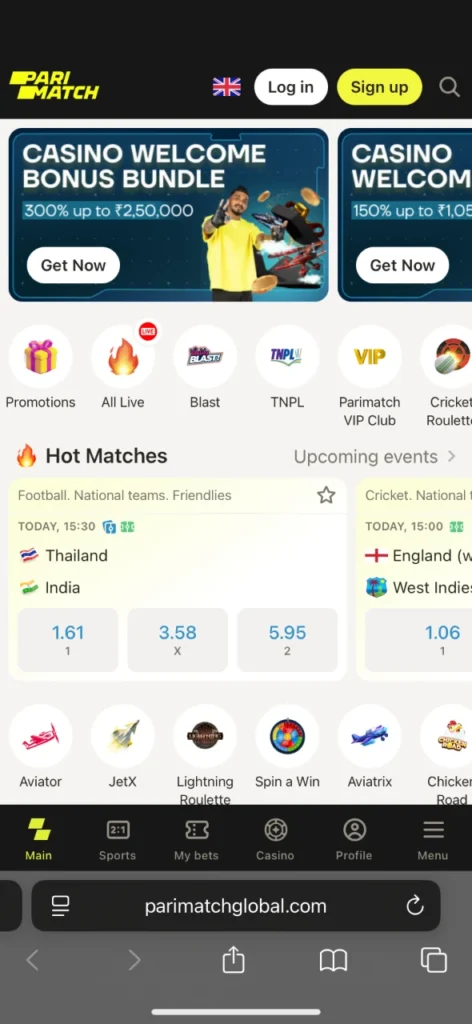 PARI
MATCH
Log in
Sign up
CASINO WELCOME
BONUS BUNDLE
300% up to ₹2,50,000
Get Now
CASINO
WELCOM
150% up to ₹1,05
Get Now
LIVE
BLAST!
TNPL
VIP
Promotions
All Live
Blast
TNPL
Parimatch
VIP Club
Cricket
Roulett
Hot Matches
Upcoming events
Football. National teams. Friendlies
TODAY, 15:30
Thailand
India
1.61
1
3.58
X
5.95
2
Cricket. National t
TODAY, 15:00
England (w
West Indies
1.06
1
LIGHTNING
CHICKEN
ROAD
Aviator
JetX
Lightning
Roulette
Spin a Win
Aviatrix
Chicken
Road
2:1
Main
Sports
My bets
Casino
Profile
Menu
parimatchglobal.com